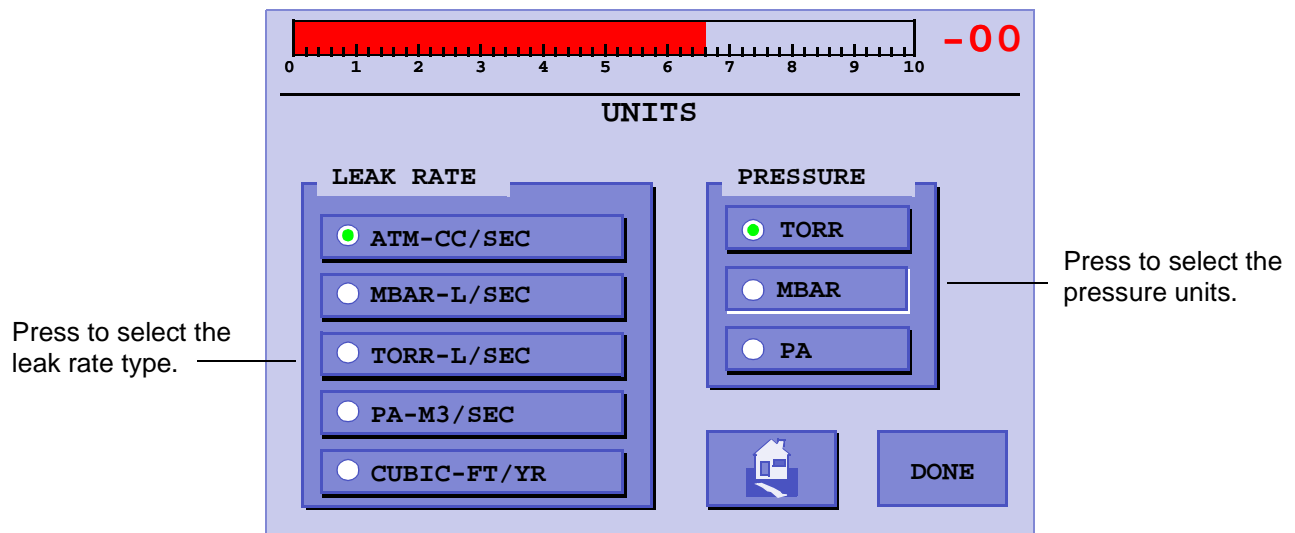 -00
0 1 2 3 4 5 6 7 8 9 10
UNITS
LEAK RATE
ATM-CC/SEC
MBAR-L/SEC
TORR-L/SEC
PA-M3/SEC
CUBIC-FT/YR
PRESSURE
TORR
MBAR
PA
DONE
Press to select the
leak rate type.
Press to select the
pressure units.